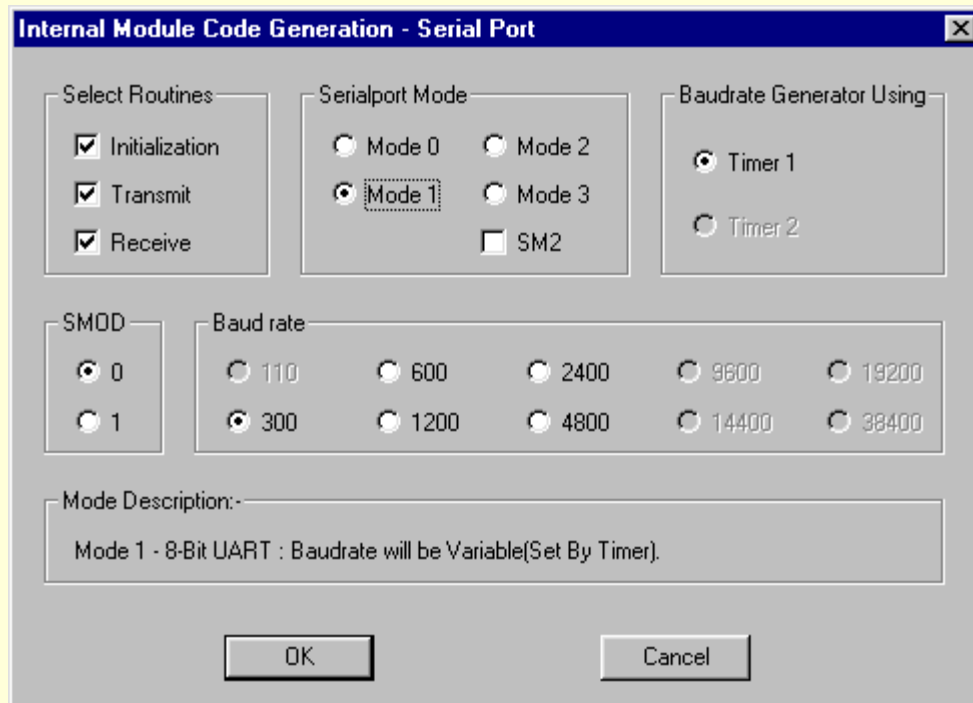 Internal Module Code Generation - Serial Port
Select Routines
Initialization
Transmit
Receive
Serialport Mode
Mode 0
Mode 2
Mode 1
Mode 3
SM2
Baudrate Generator Using
Timer 1
Timer 2
SMOD
0
1
Baud rate
110
600
2400
9600
19200
300
1200
4800
14400
38400
Mode Description:-
Mode 1 - 8-Bit UART : Baudrate will be Variable(Set By Timer).
OK
Cancel